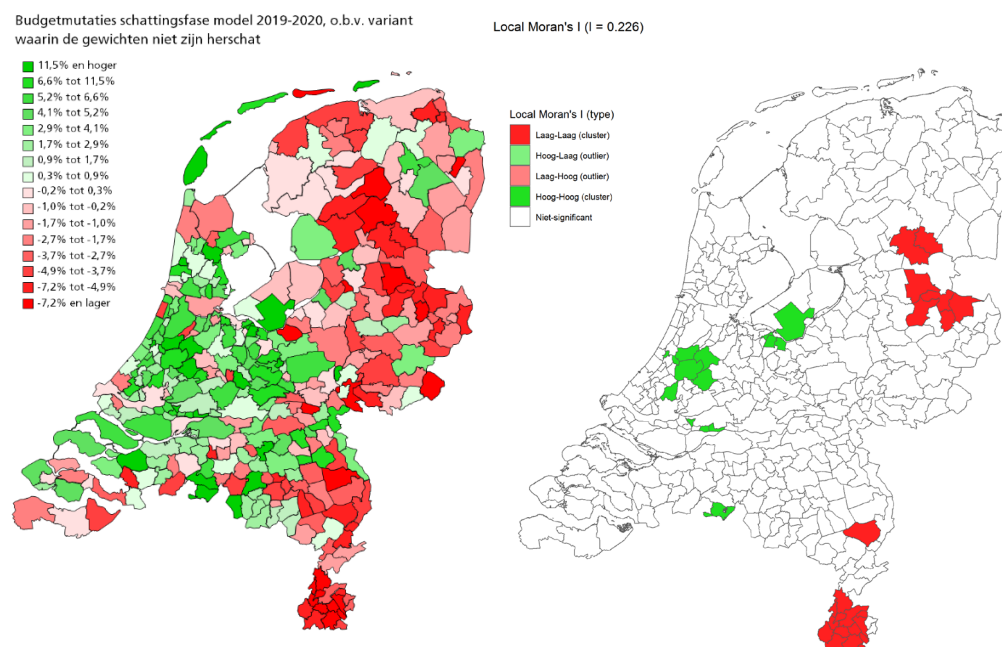 Budgetmutaties schattingsfase model 2019-2020, o.b.v. variant
waarin de gewichten niet zijn herschat
11,5% en hoger
6,6% tot 11,5%
5,2% tot 6,6%
4,1% tot 5,2%
2,9% tot 4,1%
1,7% tot 2,9%
0,9% tot 1,7%
0,3% tot 0,9%
-0,2% tot 0,3%
-1,0% tot -0,2%
-1,7% tot -1,0%
-2,7% tot -1,7%
-3,7% tot -2,7%
-4,9% tot -3,7%
-7,2% tot -4,9%
-7,2% en lager
Local Moran's I (I = 0.226)
Local Moran's I (type)
Laag-Laag (cluster)
Hoog-Laag (outlier)
Laag-Hoog (outlier)
Hoog-Hoog (cluster)
Niet-significant